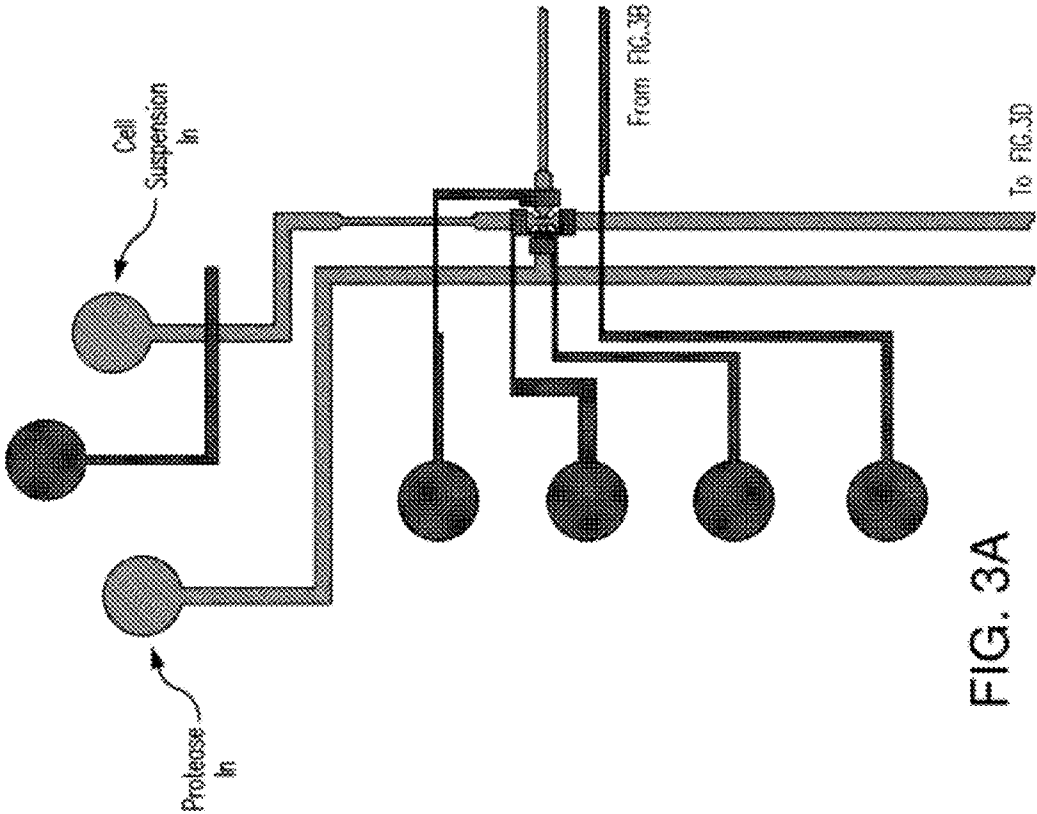 Cell
Suspension
In
Protease
In
From FIG.3B
To FIG.3D
FIG. 3A